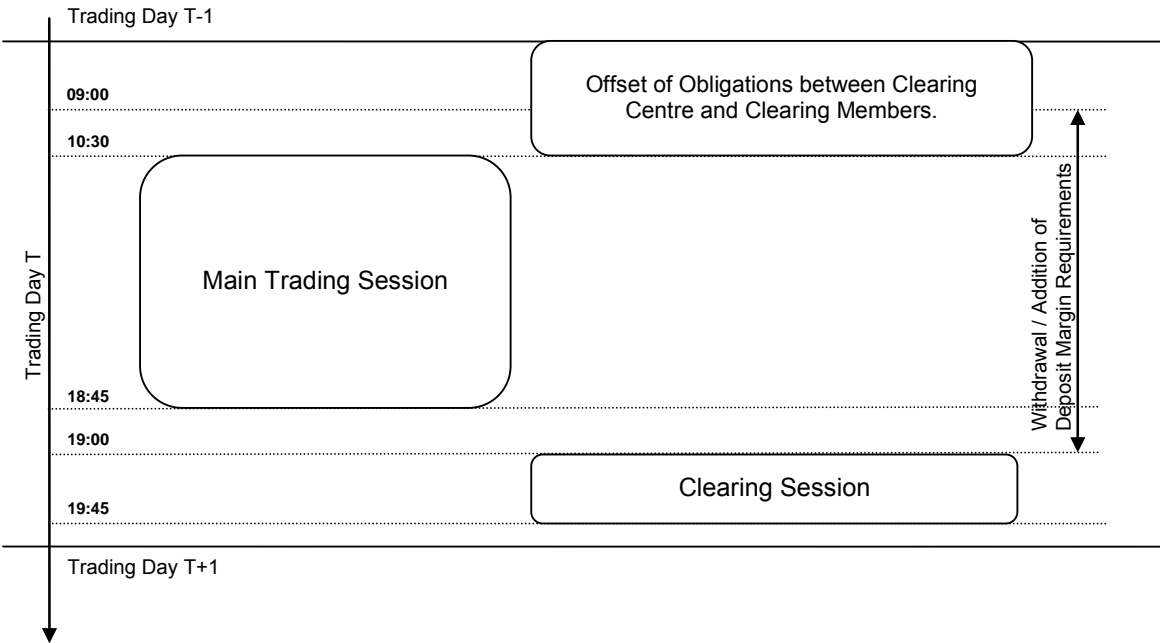 Trading Day T-1
Offset of Obligations between Clearing
Centre and Clearing Members.
09:00
10:30
Main Trading Session
Trading Day T
Withdrawal / Addition of
Deposit Margin Requirements
18:45
19:00
Clearing Session
19:45
Trading Day T+1